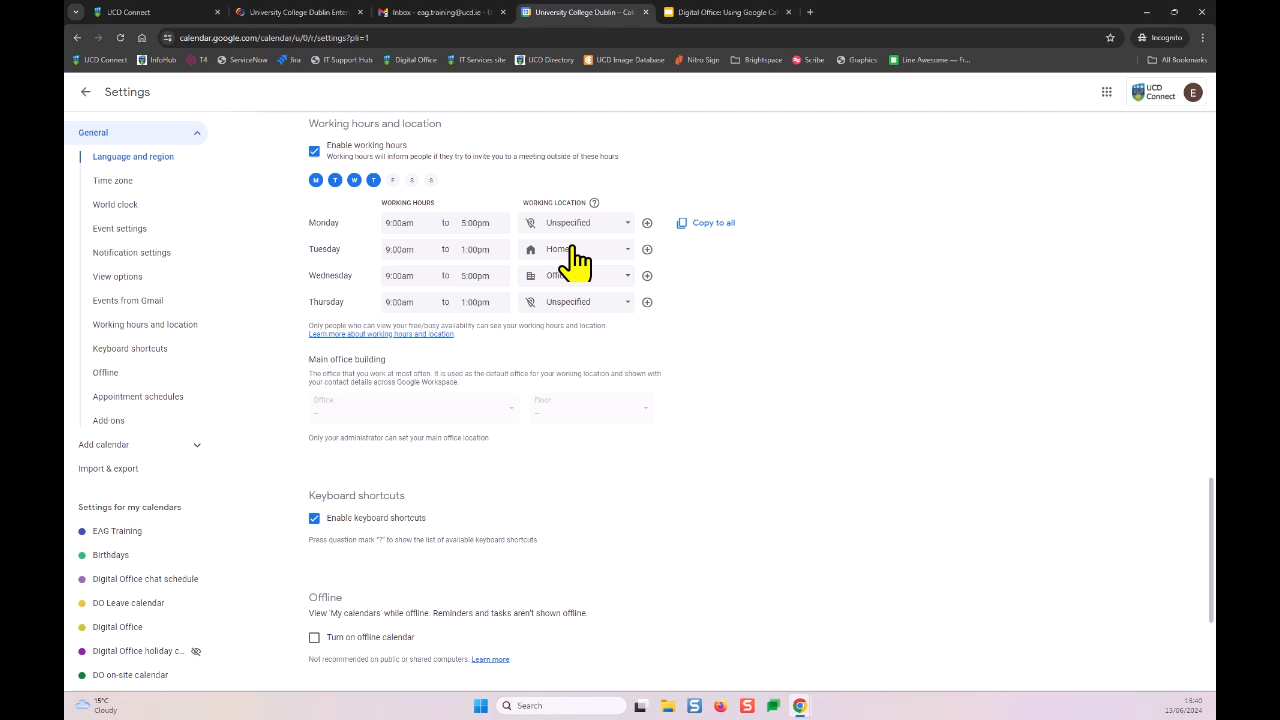 UCD Connect
University College Dublin Enter
Inbox - eag.training@ucd.ie - U
University College Dublin – Cale
Digital Office: Using Google Ca
calendar.google.com/calendar/u/0/r/settings?pli=1
Incognito
UCD Connect
InfoHub
T4
ServiceNow
Jira
IT Support Hub
Digital Office
IT Services site
UCD Directory
UCD Image Database
Nitro Sign
Brightspace
Scribe
Graphics
Line Awesome — Fr...
All Bookmarks
Settings
UCD
Connect
E
General
Language and region
Time zone
World clock
Event settings
Notification settings
View options
Events from Gmail
Working hours and location
Keyboard shortcuts
Offline
Appointment schedules
Add-ons
Add calendar
Import & export
Settings for my calendars
EAG Training
Birthdays
Digital Office chat schedule
DO Leave calendar
Digital Office
Digital Office holiday c...
DO on-site calendar
Working hours and location
Enable working hours
Working hours will inform people if they try to invite you to a meeting outside of these hours
M T W T F S S
WORKING HOURS WORKING LOCATION
Monday 9:00am to 5:00pm Unspecified Copy to all
Tuesday 9:00am to 1:00pm Home
Wednesday 9:00am to 5:00pm
Thursday 9:00am to 1:00pm Unspecified
Only people who can view your free/busy availability can see your working hours and location
Learn more about working hours and location.
Main office building
The office that you work at most often. It is used as the default office for your working location and shown with
your contact details across Google Workspace.
Office Floor
– –
Only your administrator can set your main office location
Keyboard shortcuts
Enable keyboard shortcuts
Press question mark "?" to show the list of available keyboard shortcuts
Offline
View 'My calendars' while offline. Reminders and tasks aren't shown offline.
Turn on offline calendar
Not recommended on public or shared computers. Learn more
15°C
Cloudy
Search
15:40
13/06/2024